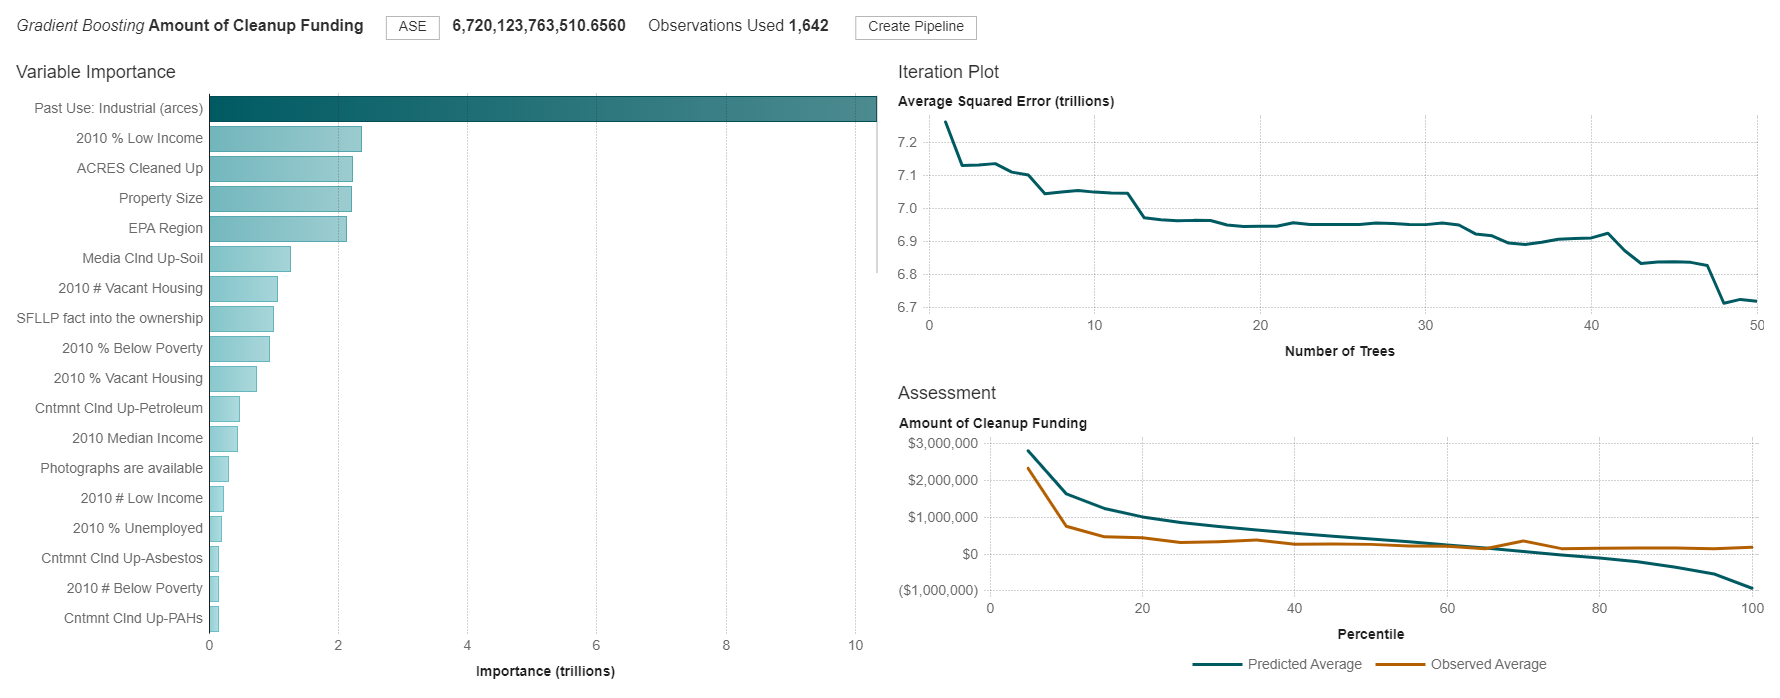 Gradient Boosting Amount of Cleanup Funding ASE 6,720,123,763,510.6560 Observations Used 1,642 Create Pipeline
Variable Importance
Past Use: Industrial (arces)
2010 % Low Income
ACRES Cleaned Up
Property Size
EPA Region
Media Clnd Up-Soil
2010 # Vacant Housing
SFLLP fact into the ownership
2010 % Below Poverty
2010 % Vacant Housing
Cntmnt Clnd Up-Petroleum
2010 Median Income
Photographs are available
2010 # Low Income
2010 % Unemployed
Cntmnt Clnd Up-Asbestos
2010 # Below Poverty
Cntmnt Clnd Up-PAHs
0 2 4 6 8 10
Importance (trillions)
Iteration Plot
Average Squared Error (trillions)
7.2
7.1
7.0
6.9
6.8
6.7
0 10 20 30 40 50
Number of Trees
Assessment
Amount of Cleanup Funding
$3,000,000
$2,000,000
$1,000,000
$0
($1,000,000)
0 20 40 60 80 100
Percentile
Predicted Average Observed Average